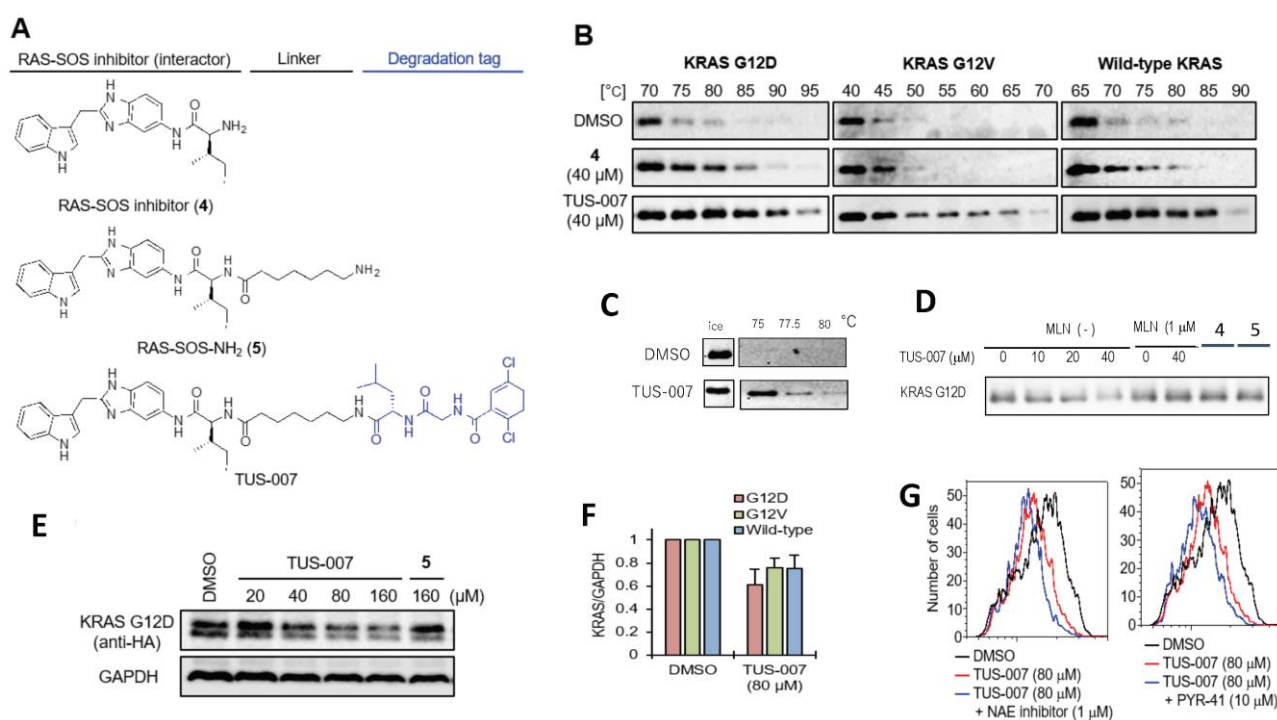 A
RAS-SOS inhibitor (interactor) Linker Degradation tag
H
N
N
N
H
O
N
H
NH₂
RAS-SOS inhibitor (4)
H
N
N
N
H
O
N
H
H
N
O
NH₂
RAS-SOS-NH₂ (5)
H
N
N
N
H
O
N
H
H
N
O
H
N
O
N
H
O
H
N
O
Cl
Cl
TUS-007
B
KRAS G12D KRAS G12V Wild-type KRAS
[°C] 70 75 80 85 90 95 40 45 50 55 60 65 70 65 70 75 80 85 90
DMSO
4
(40 µM)
TUS-007
(40 µM)
C
ice 75 77.5 80 °C
DMSO
TUS-007
D
MLN (-) MLN (1 µM 4 5
TUS-007 (µM) 0 10 20 40 0 40
KRAS G12D
E
DMSO TUS-007 5
20 40 80 160 160 (µM)
KRAS G12D
(anti-HA)
GAPDH
F
G12D
G12V
Wild-type
KRAS/GAPDH
1
0.8
0.6
0.4
0.2
0
DMSO TUS-007
(80 µM)
G
Number of cells
50
40
30
20
10
0
DMSO
TUS-007 (80 µM)
TUS-007 (80 µM)
+ NAE inhibitor (1 µM)
50
40
30
20
10
0
DMSO
TUS-007 (80 µM)
TUS-007 (80 µM)
+ PYR-41 (10 µM)